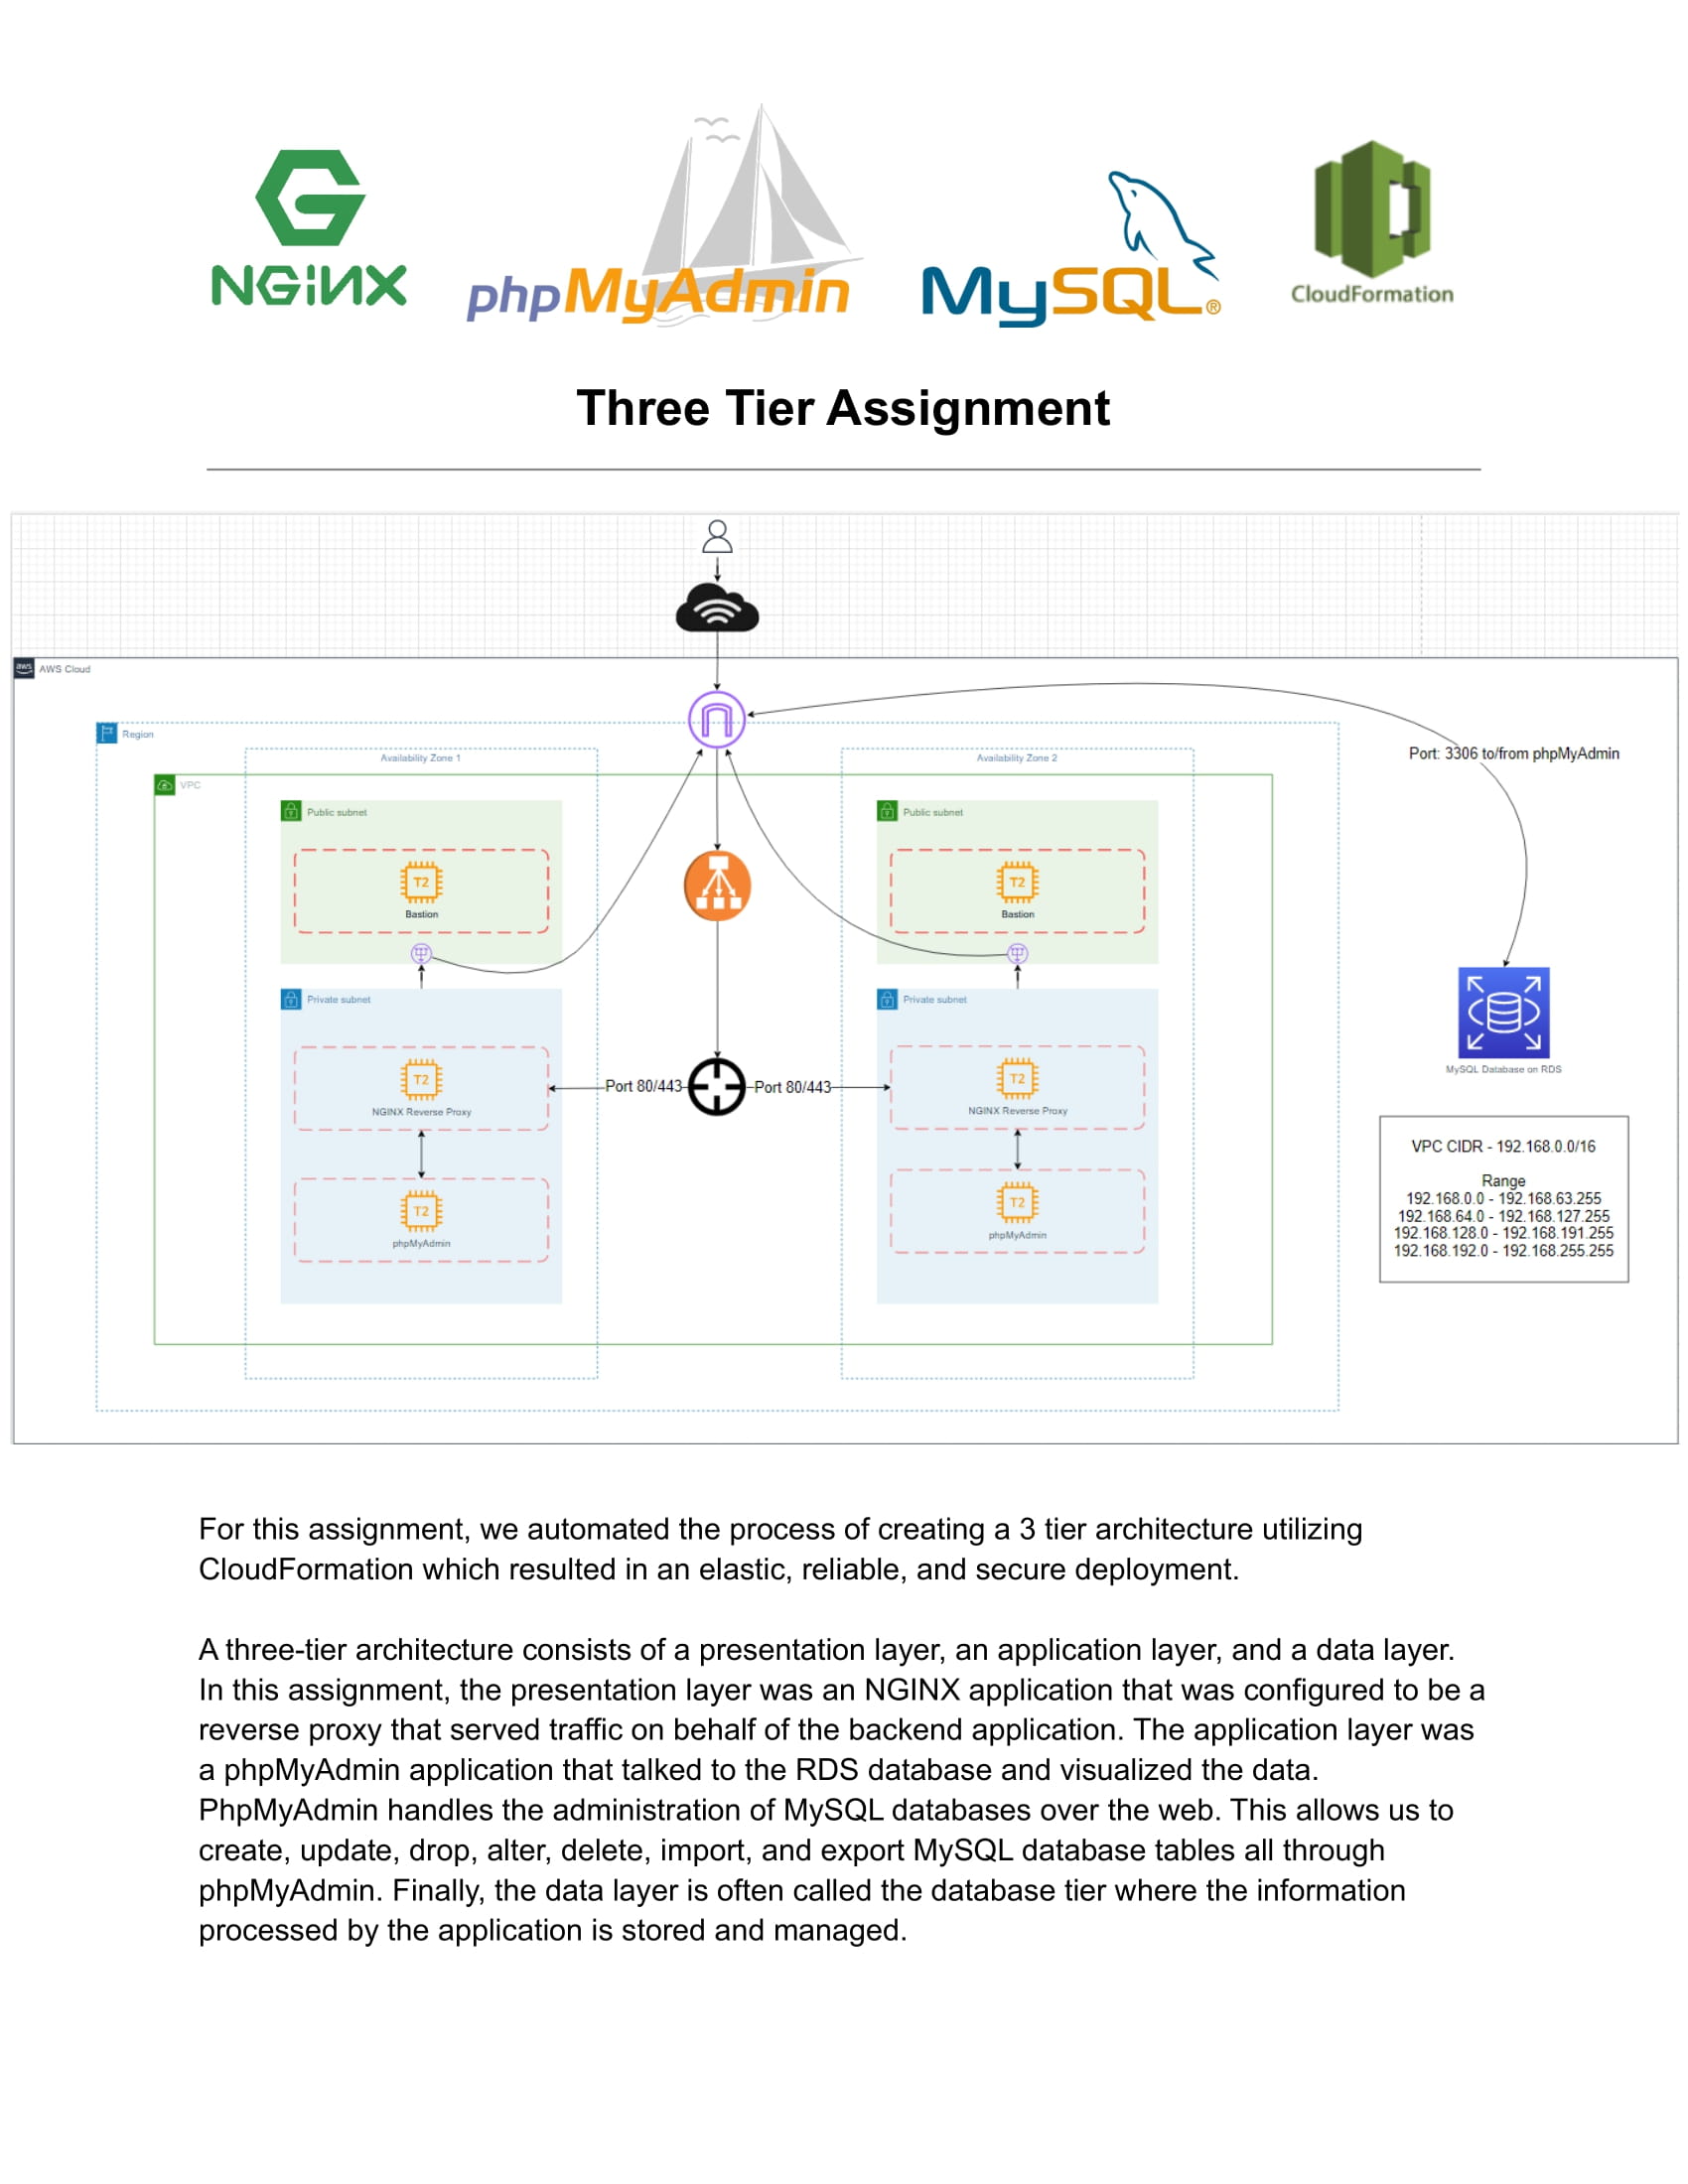 NGINX
phpMyAdmin
MySQL®
CloudFormation
Three Tier Assignment
aws
AWS Cloud
Region
Availability Zone 1
Availability Zone 2
Port: 3306 to/from phpMyAdmin
VPC
Public subnet
Public subnet
T2
T2
Bastion
Bastion
Private subnet
Private subnet
MySQL Database on RDS
T2
T2
Port 80/443
Port 80/443
NGINX Reverse Proxy
NGINX Reverse Proxy
VPC CIDR - 192.168.0.0/16
Range
192.168.0.0 - 192.168.63.255
192.168.64.0 - 192.168.127.255
192.168.128.0 - 192.168.191.255
192.168.192.0 - 192.168.255.255
T2
T2
phpMyAdmin
phpMyAdmin
For this assignment, we automated the process of creating a 3 tier architecture utilizing
CloudFormation which resulted in an elastic, reliable, and secure deployment.
A three-tier architecture consists of a presentation layer, an application layer, and a data layer.
In this assignment, the presentation layer was an NGINX application that was configured to be a
reverse proxy that served traffic on behalf of the backend application. The application layer was
a phpMyAdmin application that talked to the RDS database and visualized the data.
PhpMyAdmin handles the administration of MySQL databases over the web. This allows us to
create, update, drop, alter, delete, import, and export MySQL database tables all through
phpMyAdmin. Finally, the data layer is often called the database tier where the information
processed by the application is stored and managed.